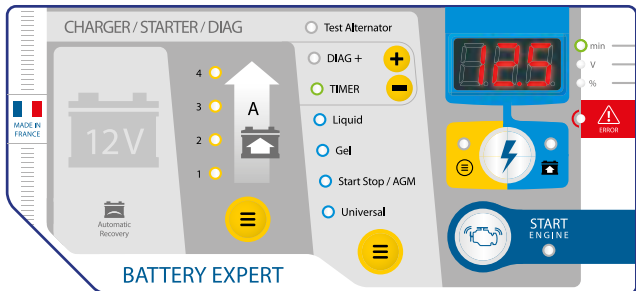 CHARGER / STARTER / DIAG
Test Alternator
DIAG +
TIMER
Liquid
Gel
Start Stop / AGM
Universal
4
3
2
1
A
12V
Automatic
Recovery
MADE IN
FRANCE
12.5
min
V
%
ERROR
START
ENGINE
BATTERY EXPERT